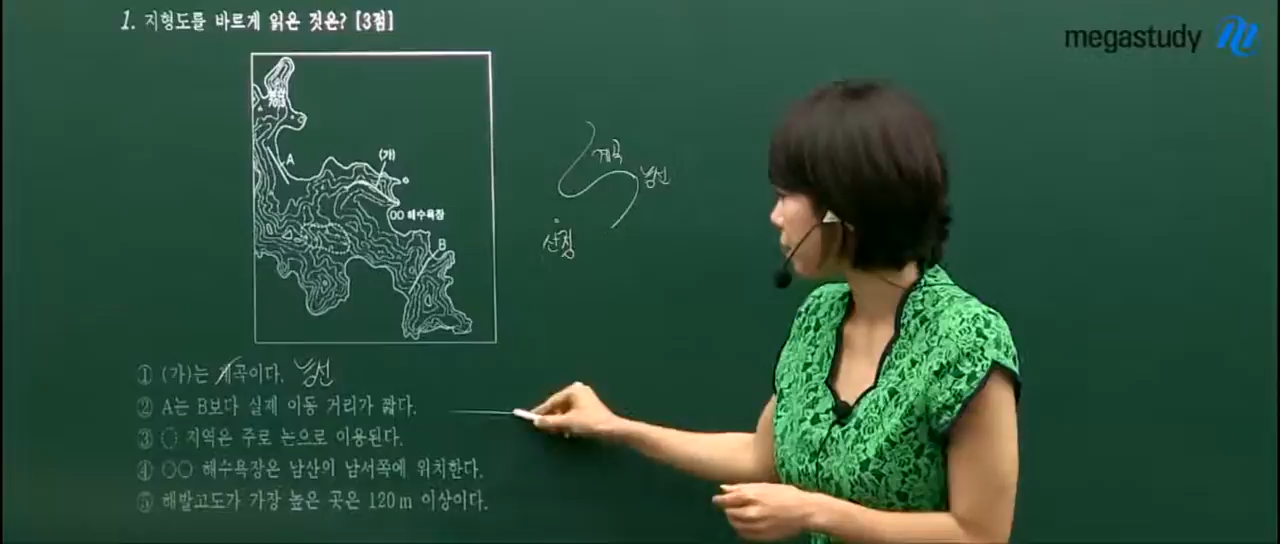 1. 지형도를 바르게 읽은 것은? [3점]
megastudy
A
(가)
계곡
능선
○○ 해수욕장
산정
B
① (가)는 계곡이다. 능선
② A는 B보다 실제 이동 거리가 짧다.
③ ◌ 지역은 주로 논으로 이용된다.
④ ○○ 해수욕장은 남산의 남서쪽에 위치한다.
⑤ 해발고도가 가장 높은 곳은 120m 이상이다.